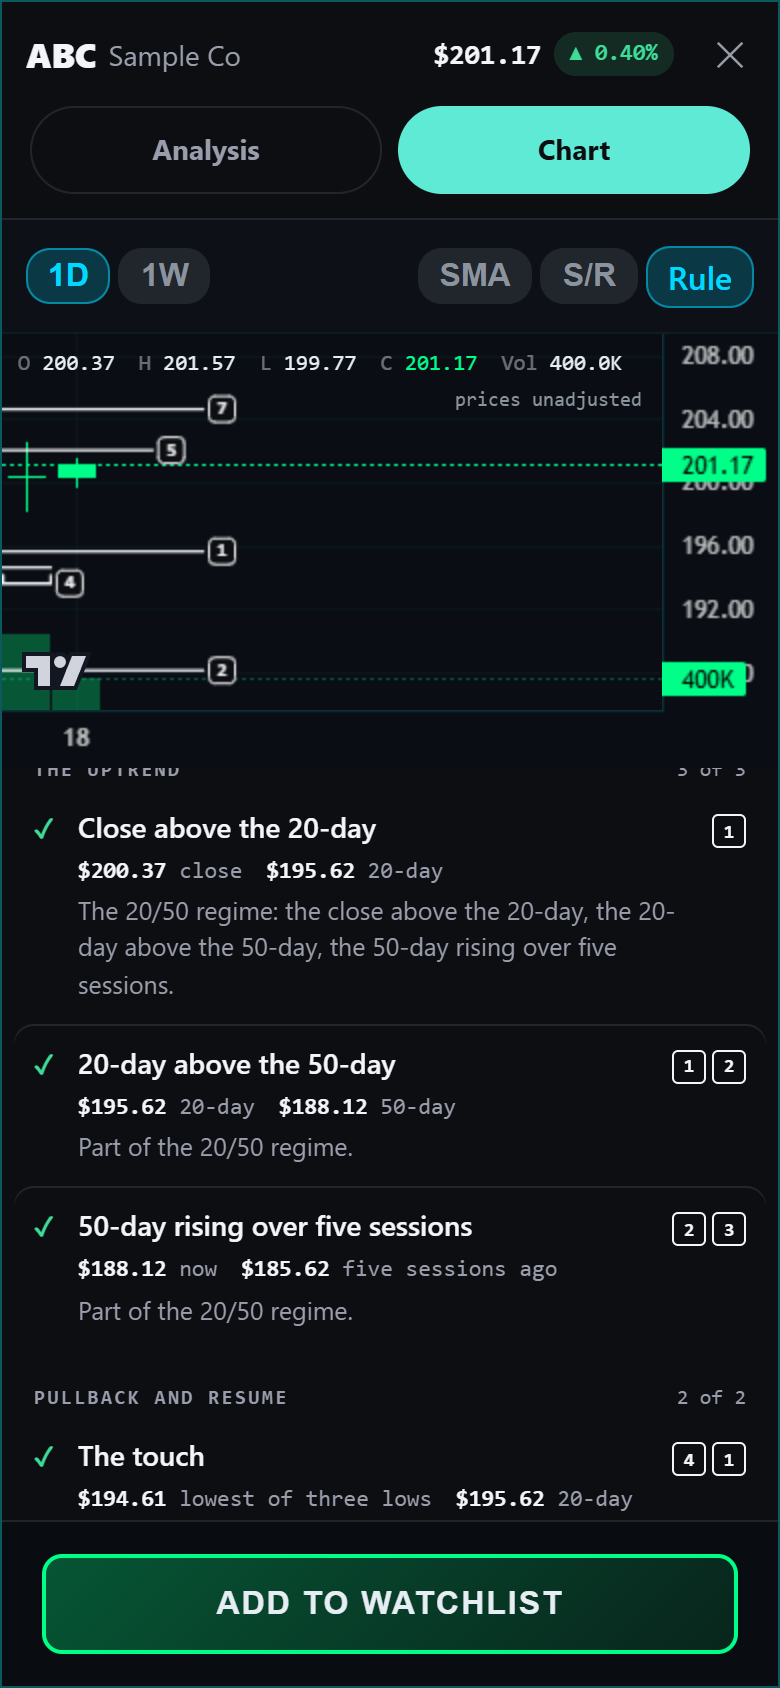 ABC Sample Co $201.17 ▲ 0.40%
Analysis Chart
1D 1W SMA S/R Rule
O 200.37 H 201.57 L 199.77 C 201.17 Vol 400.0K
prices unadjusted
208.00
7
204.00
5
201.17
200.00
1
196.00
4
192.00
2
400K
18
THE UPTREND 3 of 3
✓ Close above the 20-day 1
$200.37 close $195.62 20-day
The 20/50 regime: the close above the 20-day, the 20-
day above the 50-day, the 50-day rising over five
sessions.
✓ 20-day above the 50-day 1 2
$195.62 20-day $188.12 50-day
Part of the 20/50 regime.
✓ 50-day rising over five sessions 2 3
$188.12 now $185.62 five sessions ago
Part of the 20/50 regime.
PULLBACK AND RESUME 2 of 2
✓ The touch 4 1
$194.61 lowest of three lows $195.62 20-day
ADD TO WATCHLIST